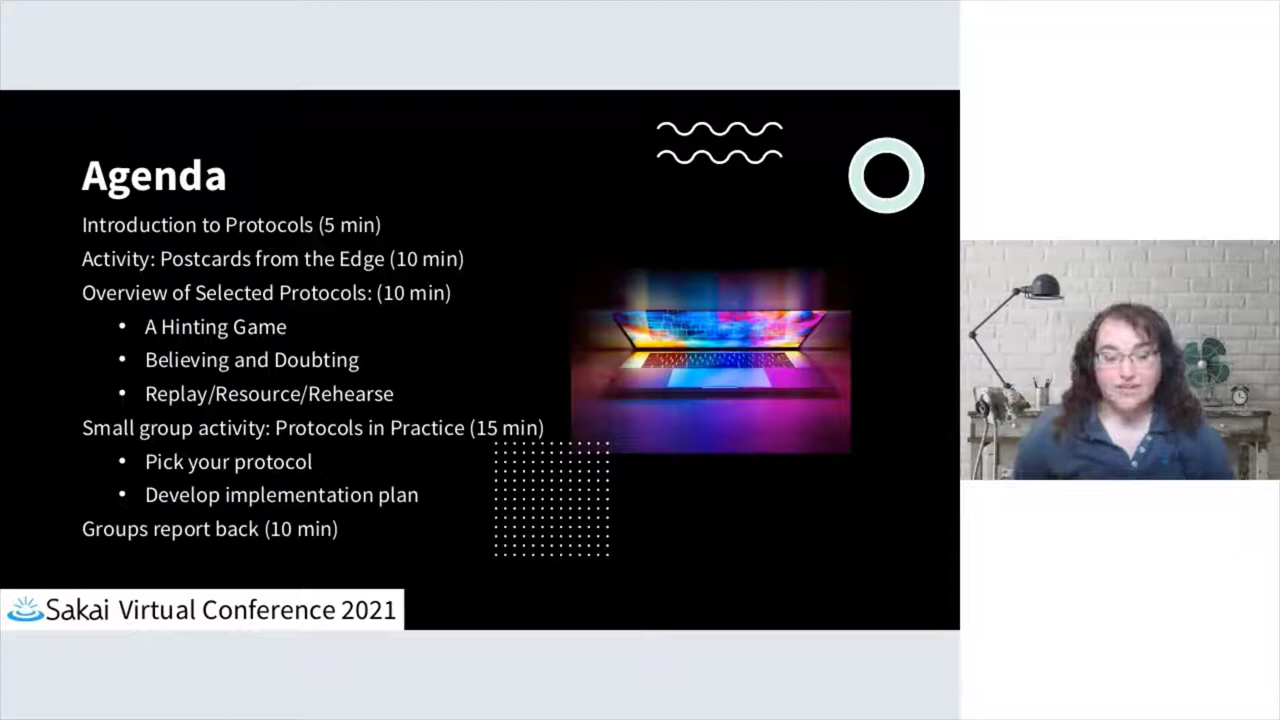 Agenda
Introduction to Protocols (5 min)
Activity: Postcards from the Edge (10 min)
Overview of Selected Protocols: (10 min)
• A Hinting Game
• Believing and Doubting
• Replay/Resource/Rehearse
Small group activity: Protocols in Practice (15 min)
• Pick your protocol
• Develop implementation plan
Groups report back (10 min)
Sakai Virtual Conference 2021